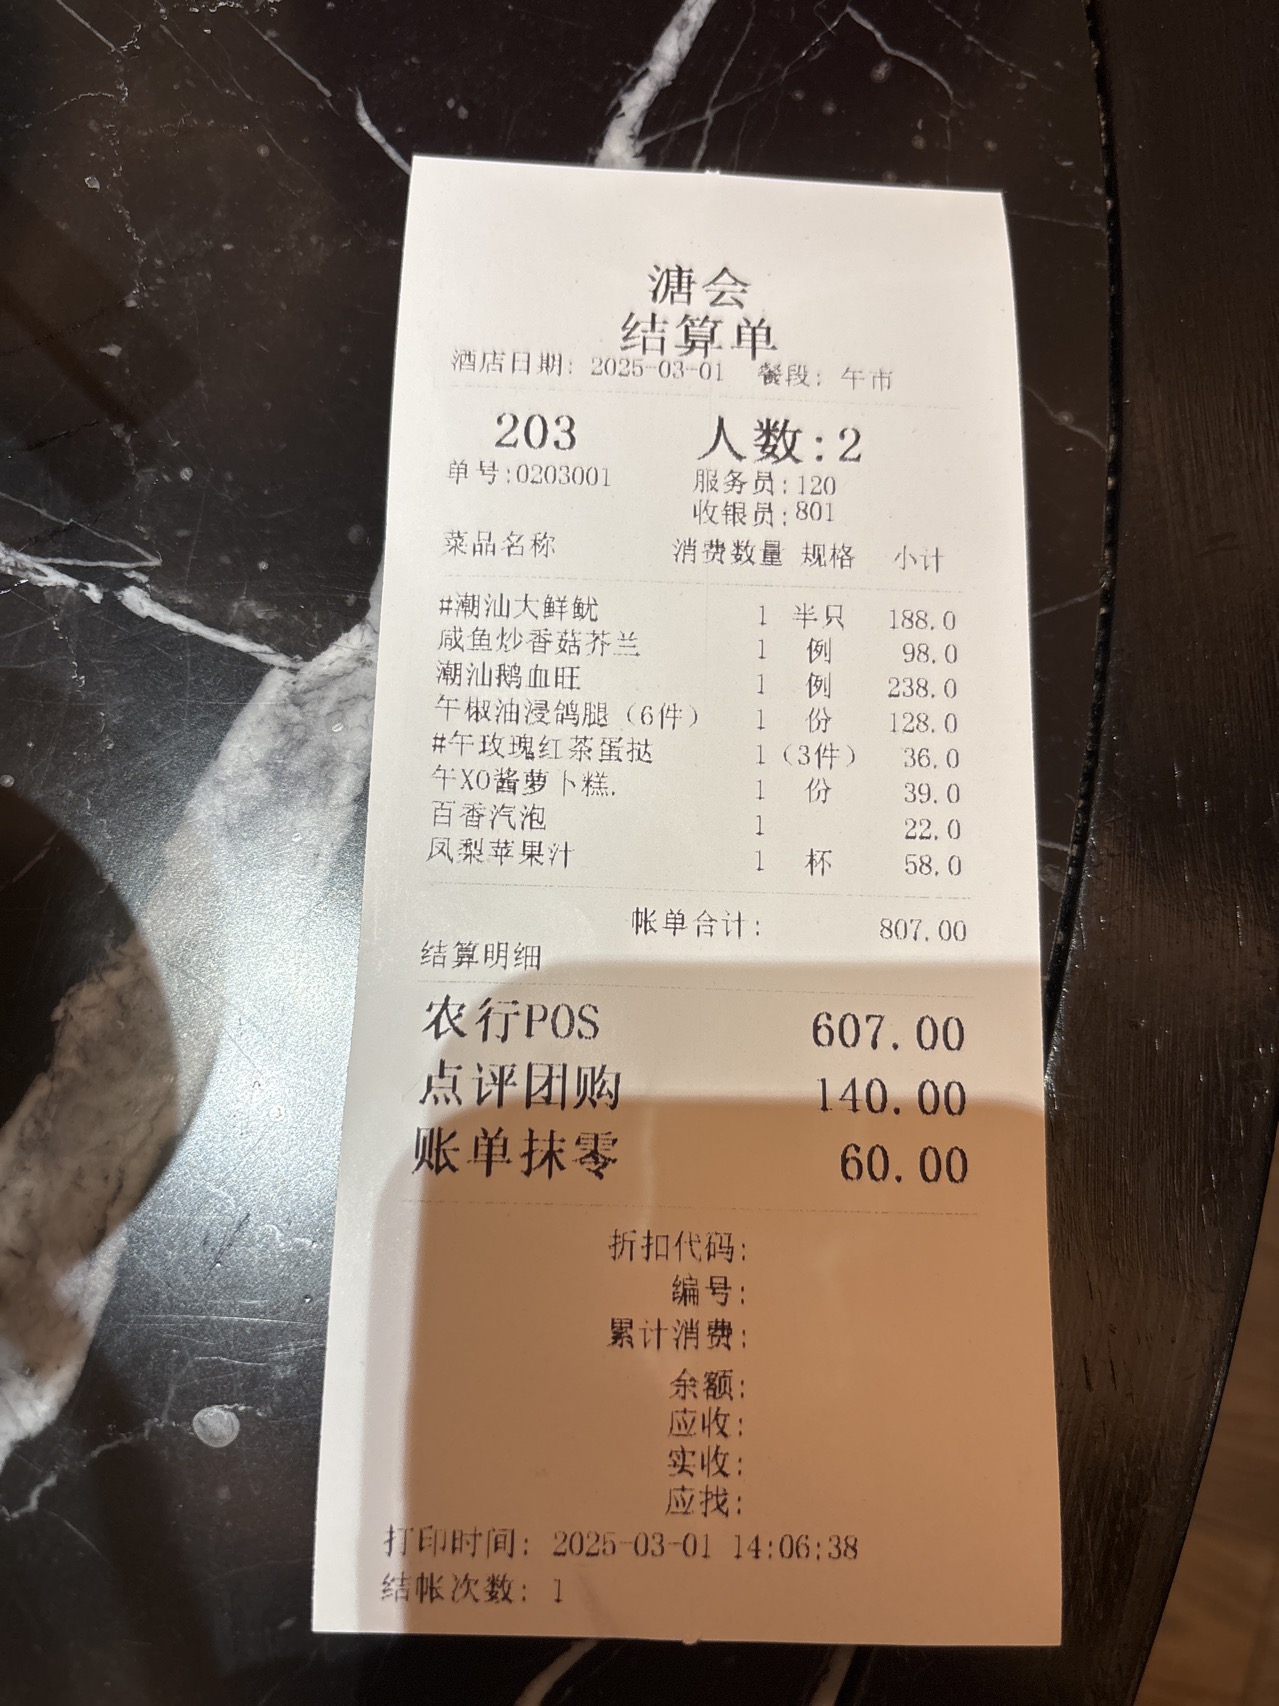 溏会
结算单
酒店日期: 2025-03-01 餐段: 午市
203 人数:2
单号:0203001 服务员:120
收银员:801
菜品名称 消费数量 规格 小计
#潮汕大鲜鱿 1 半只 188.0
咸鱼炒香菇芥兰 1 例 98.0
潮汕鹅血旺 1 例 238.0
午椒油浸鸽腿（6件） 1 份 128.0
#午玫瑰红茶蛋挞 1 （3件） 36.0
午XO酱萝卜糕. 1 份 39.0
百香汽泡 1 22.0
凤梨苹果汁 1 杯 58.0
帐单合计: 807.00
结算明细
农行POS 607.00
点评团购 140.00
账单抹零 60.00
折扣代码:
编号:
累计消费:
余额:
应收:
实收:
应找:
打印时间: 2025-03-01 14:06:38
结帐次数: 1